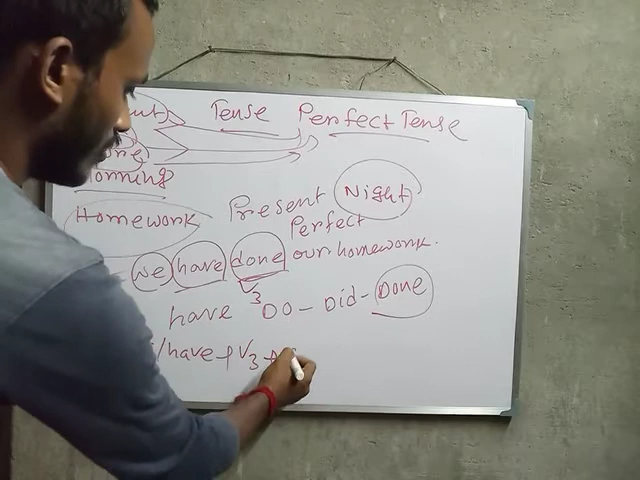 Tense Perfect Tense
Morning
Homework Present Night
Perfect
We have done our homework.
V3
have DO - Did - Done
/have + V3 +